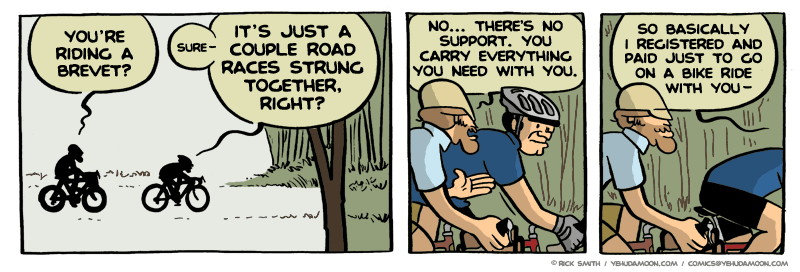 YOU'RE
RIDING A
BREVET?
SURE-
IT'S JUST A
COUPLE ROAD
RACES STRUNG
TOGETHER,
RIGHT?
NO... THERE'S NO
SUPPORT. YOU
CARRY EVERYTHING
YOU NEED WITH YOU.
SO BASICALLY
I REGISTERED AND
PAID JUST TO GO
ON A BIKE RIDE
WITH YOU-
© RICK SMITH / YEHUDAMOON.COM / COMICS@YEHUDAMOON.COM